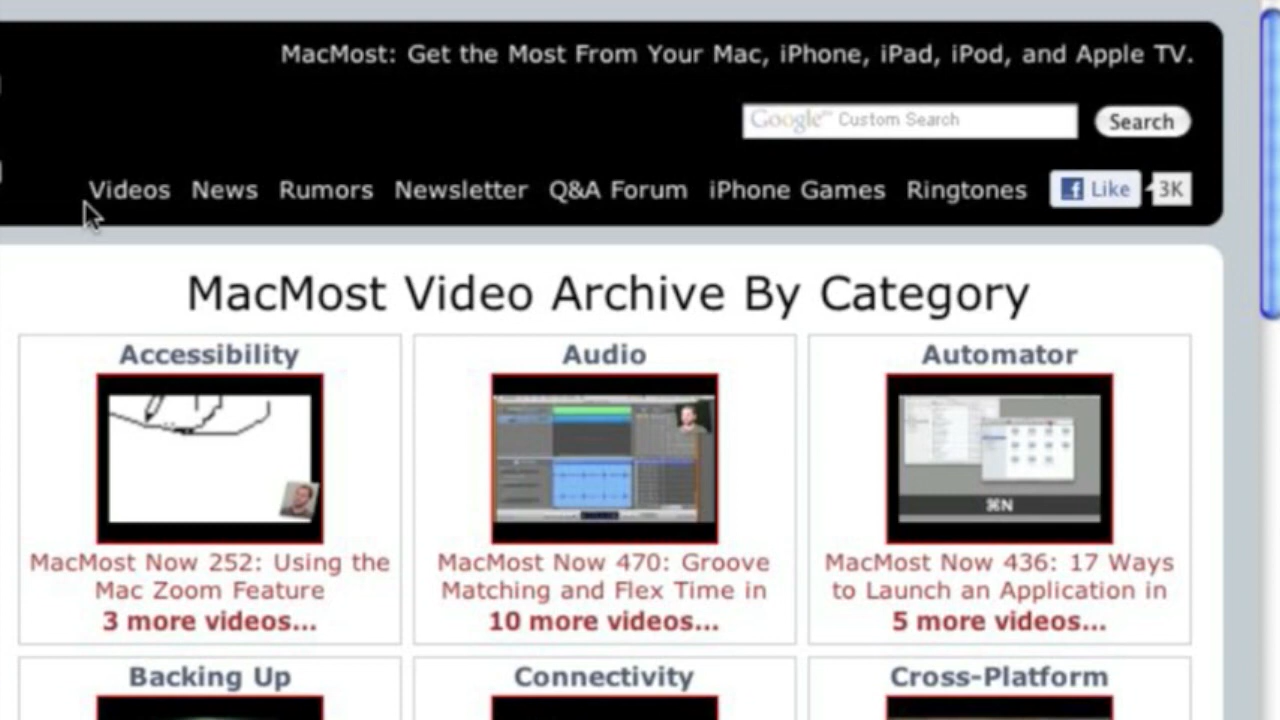 MacMost: Get the Most From Your Mac, iPhone, iPad, iPod, and Apple TV.
Google™ Custom Search
Search
Videos News Rumors Newsletter Q&A Forum iPhone Games Ringtones Like 3K
MacMost Video Archive By Category
Accessibility Audio Automator
⌘N
MacMost Now 252: Using the MacMost Now 470: Groove MacMost Now 436: 17 Ways
Mac Zoom Feature Matching and Flex Time in to Launch an Application in
3 more videos... 10 more videos... 5 more videos...
Backing Up Connectivity Cross-Platform